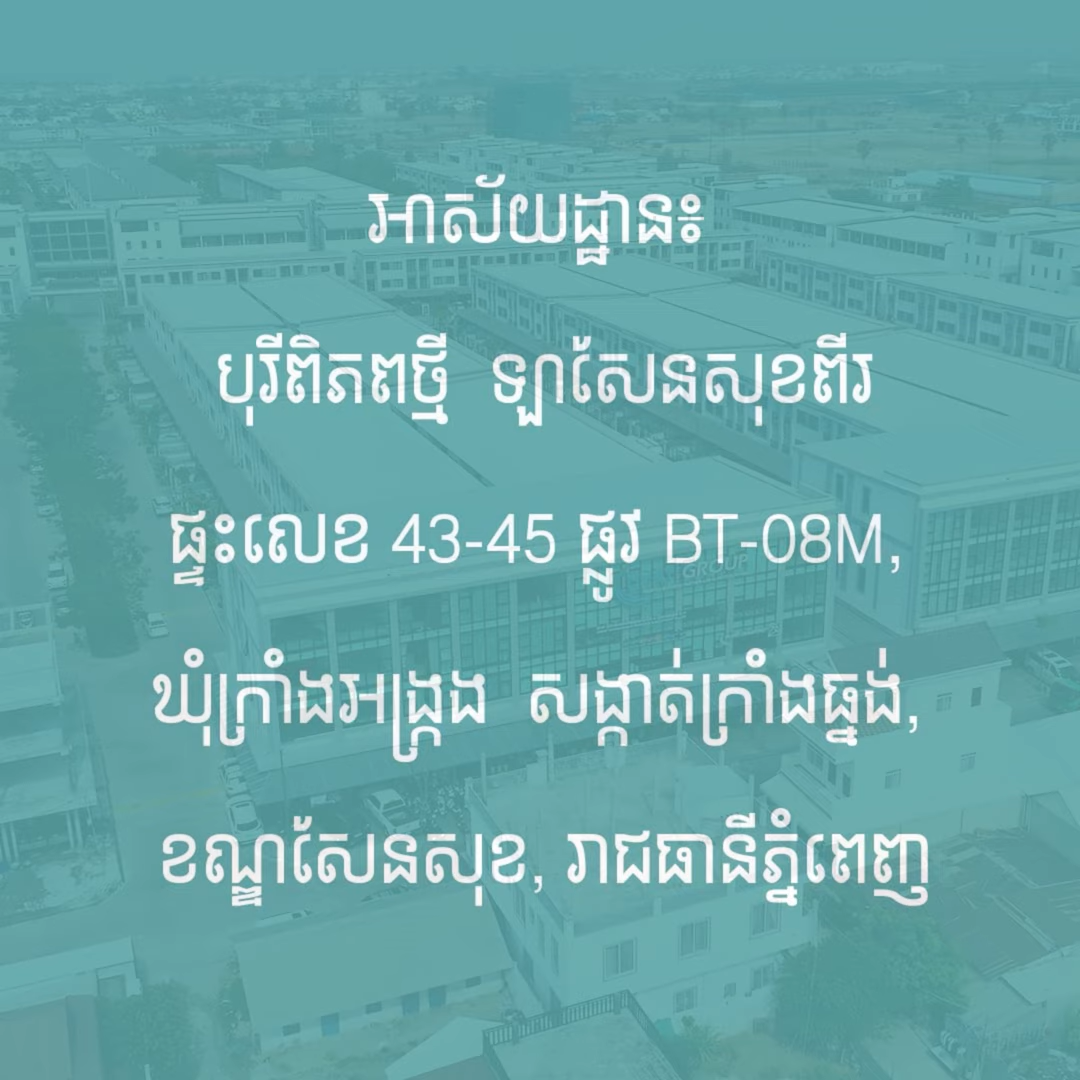 អាស័យដ្ឋាន៖
បុរីពិភពថ្មី ឡាសែនសុខពីរ
ផ្ទះលេខ 43-45 ផ្លូវ BT-08M,
ឃុំក្រាំងអង្ក្រង សង្កាត់ក្រាំងធ្នង់,
ខណ្ឌសែនសុខ, រាជធានីភ្នំពេញ
GROUP